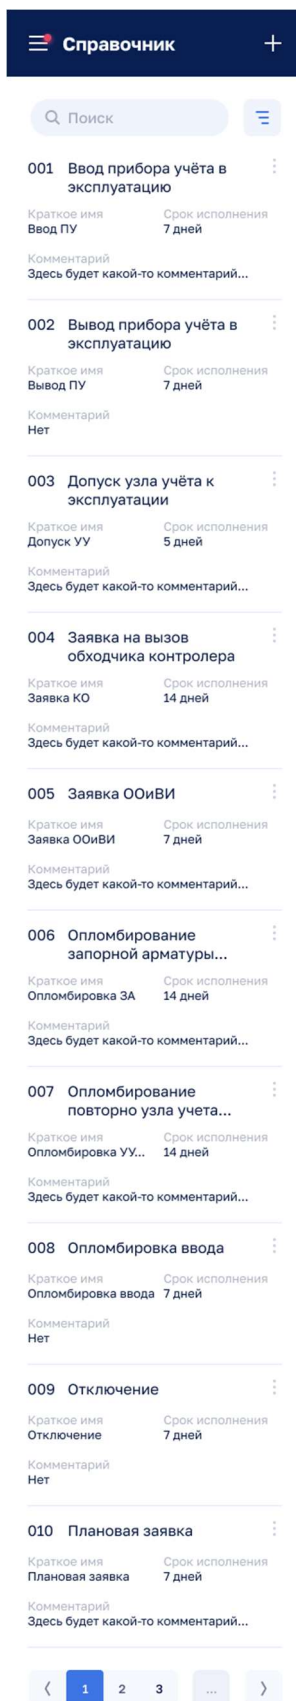 Справочник
Поиск
001 Ввод прибора учёта в
эксплуатацию
Краткое имя Срок исполнения
Ввод ПУ 7 дней
Комментарий
Здесь будет какой-то комментарий...
002 Вывод прибора учёта в
эксплуатацию
Краткое имя Срок исполнения
Вывод ПУ 7 дней
Комментарий
Нет
003 Допуск узла учёта к
эксплуатации
Краткое имя Срок исполнения
Допуск УУ 5 дней
Комментарий
Здесь будет какой-то комментарий...
004 Заявка на вызов
обходчика контролера
Краткое имя Срок исполнения
Заявка КО 14 дней
Комментарий
Здесь будет какой-то комментарий...
005 Заявка ООиВИ
Краткое имя Срок исполнения
Заявка ООиВИ 7 дней
Комментарий
Здесь будет какой-то комментарий...
006 Опломбирование
запорной арматуры...
Краткое имя Срок исполнения
Опломбировка ЗА 14 дней
Комментарий
Здесь будет какой-то комментарий...
007 Опломбирование
повторно узла учета...
Краткое имя Срок исполнения
Опломбировка УУ... 14 дней
Комментарий
Здесь будет какой-то комментарий...
008 Опломбировка ввода
Краткое имя Срок исполнения
Опломбировка ввода 7 дней
Комментарий
Нет
009 Отключение
Краткое имя Срок исполнения
Отключение 7 дней
Комментарий
Нет
010 Плановая заявка
Краткое имя Срок исполнения
Плановая заявка 7 дней
Комментарий
Здесь будет какой-то комментарий...
1 2 3 ...